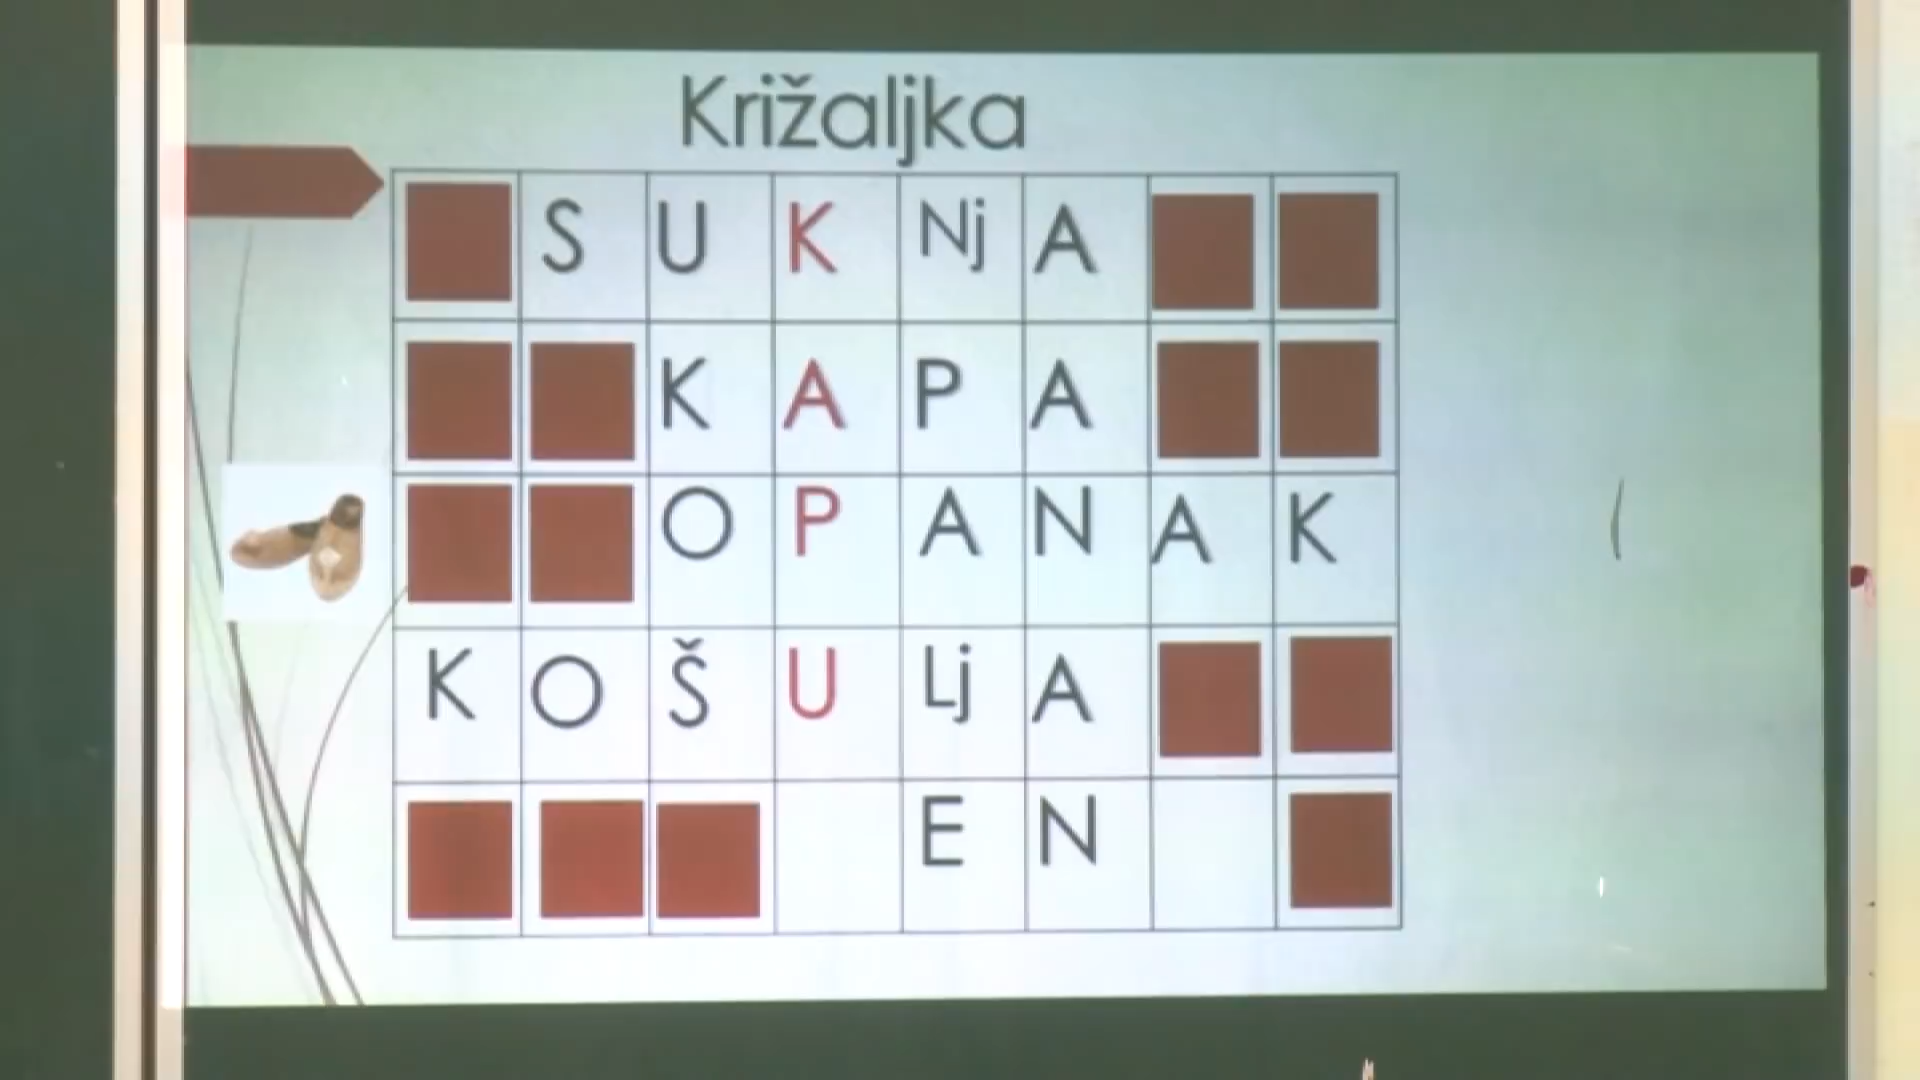 Križaljka
S U K Nj A
K A P A
O P A N A K
K O Š U Lj A
E N